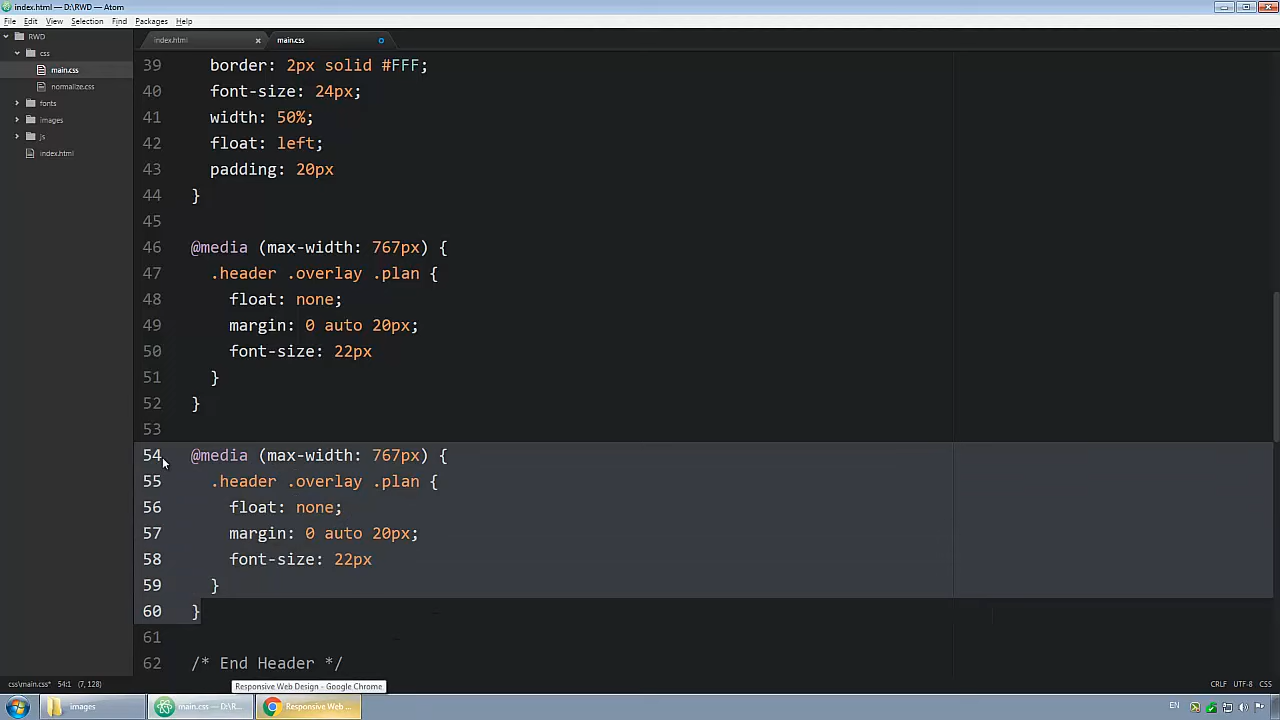 index.html — D:\RWD — Atom
File Edit View Selection Find Packages Help
RWD
css
main.css
normalize.css
fonts
images
js
index.html
index.html
main.css
39 border: 2px solid #FFF;
40 font-size: 24px;
41 width: 50%;
42 float: left;
43 padding: 20px
44 }
45
46 @media (max-width: 767px) {
47 .header .overlay .plan {
48 float: none;
49 margin: 0 auto 20px;
50 font-size: 22px
51 }
52 }
53
54 @media (max-width: 767px) {
55 .header .overlay .plan {
56 float: none;
57 margin: 0 auto 20px;
58 font-size: 22px
59 }
60 }
61
62 /* End Header */
css\main.css* 54:1 (7, 128)
CRLF UTF-8 CSS
Responsive Web Design - Google Chrome
images
main.css — D:\R...
Responsive Web ...
EN